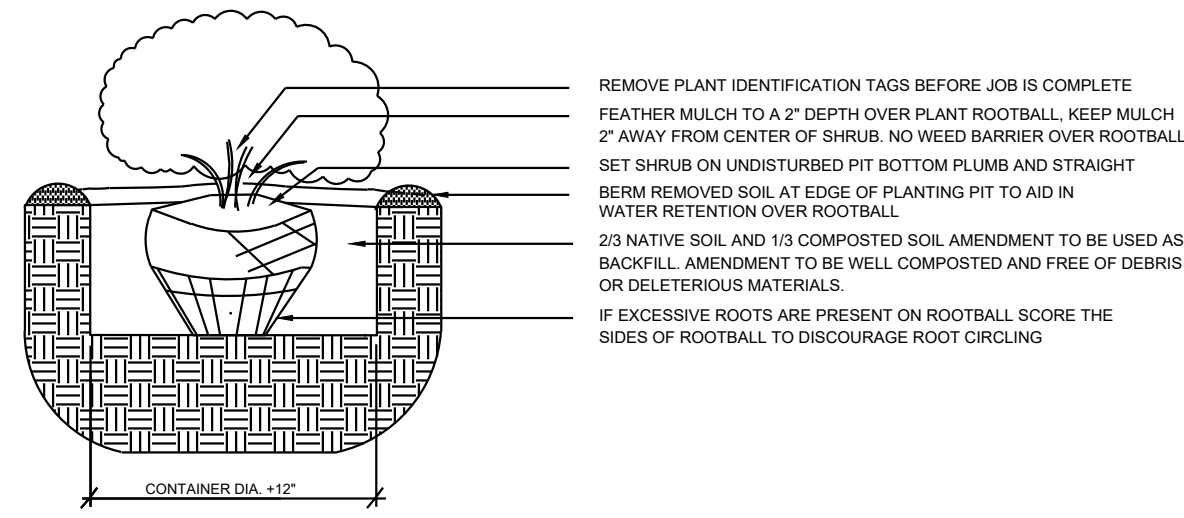 REMOVE PLANT IDENTIFICATION TAGS BEFORE JOB IS COMPLETE
FEATHER MULCH TO A 2" DEPTH OVER PLANT ROOTBALL, KEEP MULCH
2" AWAY FROM CENTER OF SHRUB. NO WEED BARRIER OVER ROOTBALL
SET SHRUB ON UNDISTURBED PIT BOTTOM PLUMB AND STRAIGHT
BERM REMOVED SOIL AT EDGE OF PLANTING PIT TO AID IN
WATER RETENTION OVER ROOTBALL
2/3 NATIVE SOIL AND 1/3 COMPOSTED SOIL AMENDMENT TO BE USED AS
BACKFILL. AMENDMENT TO BE WELL COMPOSTED AND FREE OF DEBRIS
OR DELETERIOUS MATERIALS.
IF EXCESSIVE ROOTS ARE PRESENT ON ROOTBALL SCORE THE
SIDES OF ROOTBALL TO DISCOURAGE ROOT CIRCLING
CONTAINER DIA. +12"